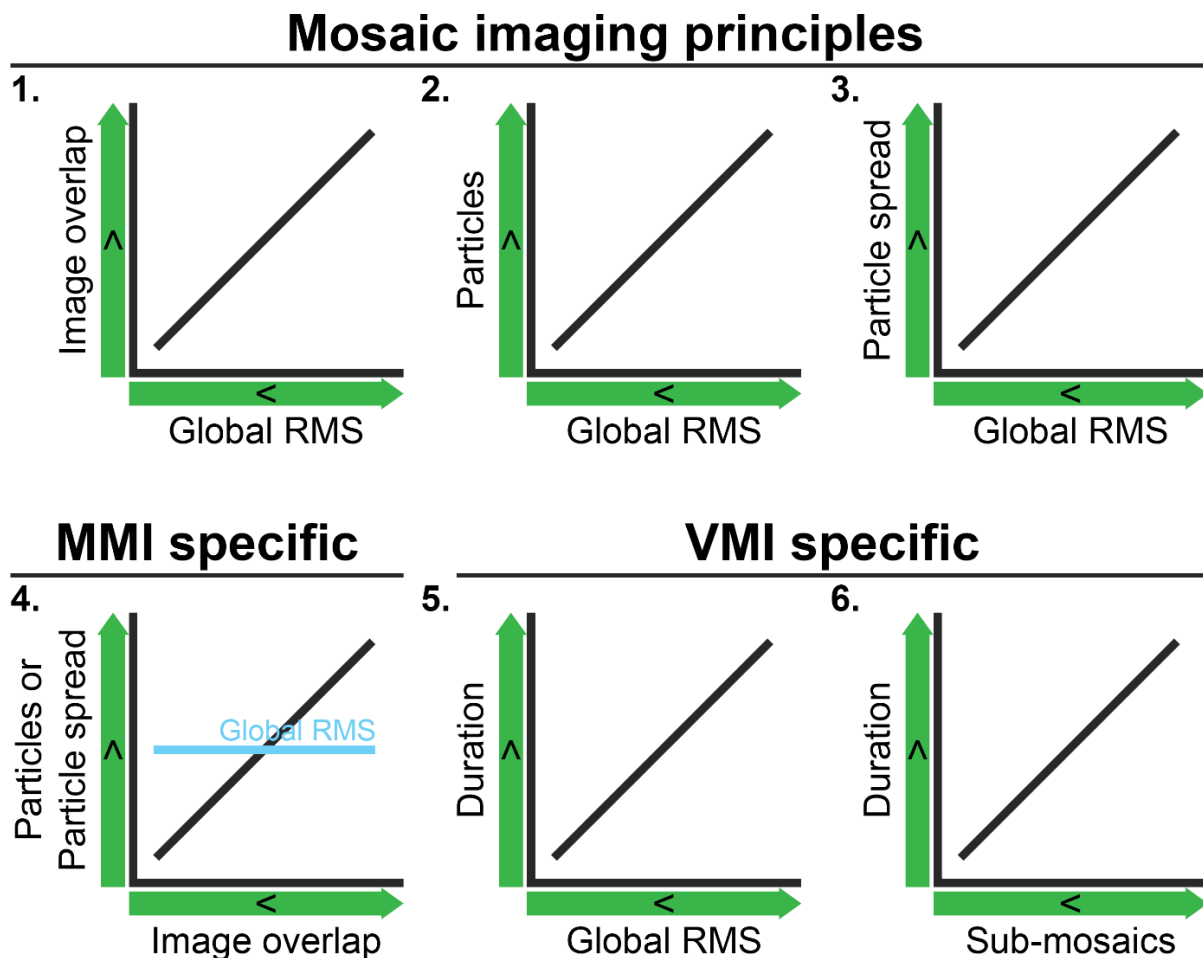 Mosaic imaging principles
1.
Image overlap
>
<
Global RMS
2.
Particles
>
<
Global RMS
3.
Particle spread
>
<
Global RMS
MMI specific
4.
Particles or
Particle spread
>
Global RMS
<
Image overlap
VMI specific
5.
Duration
>
<
Global RMS
6.
Duration
>
<
Sub-mosaics